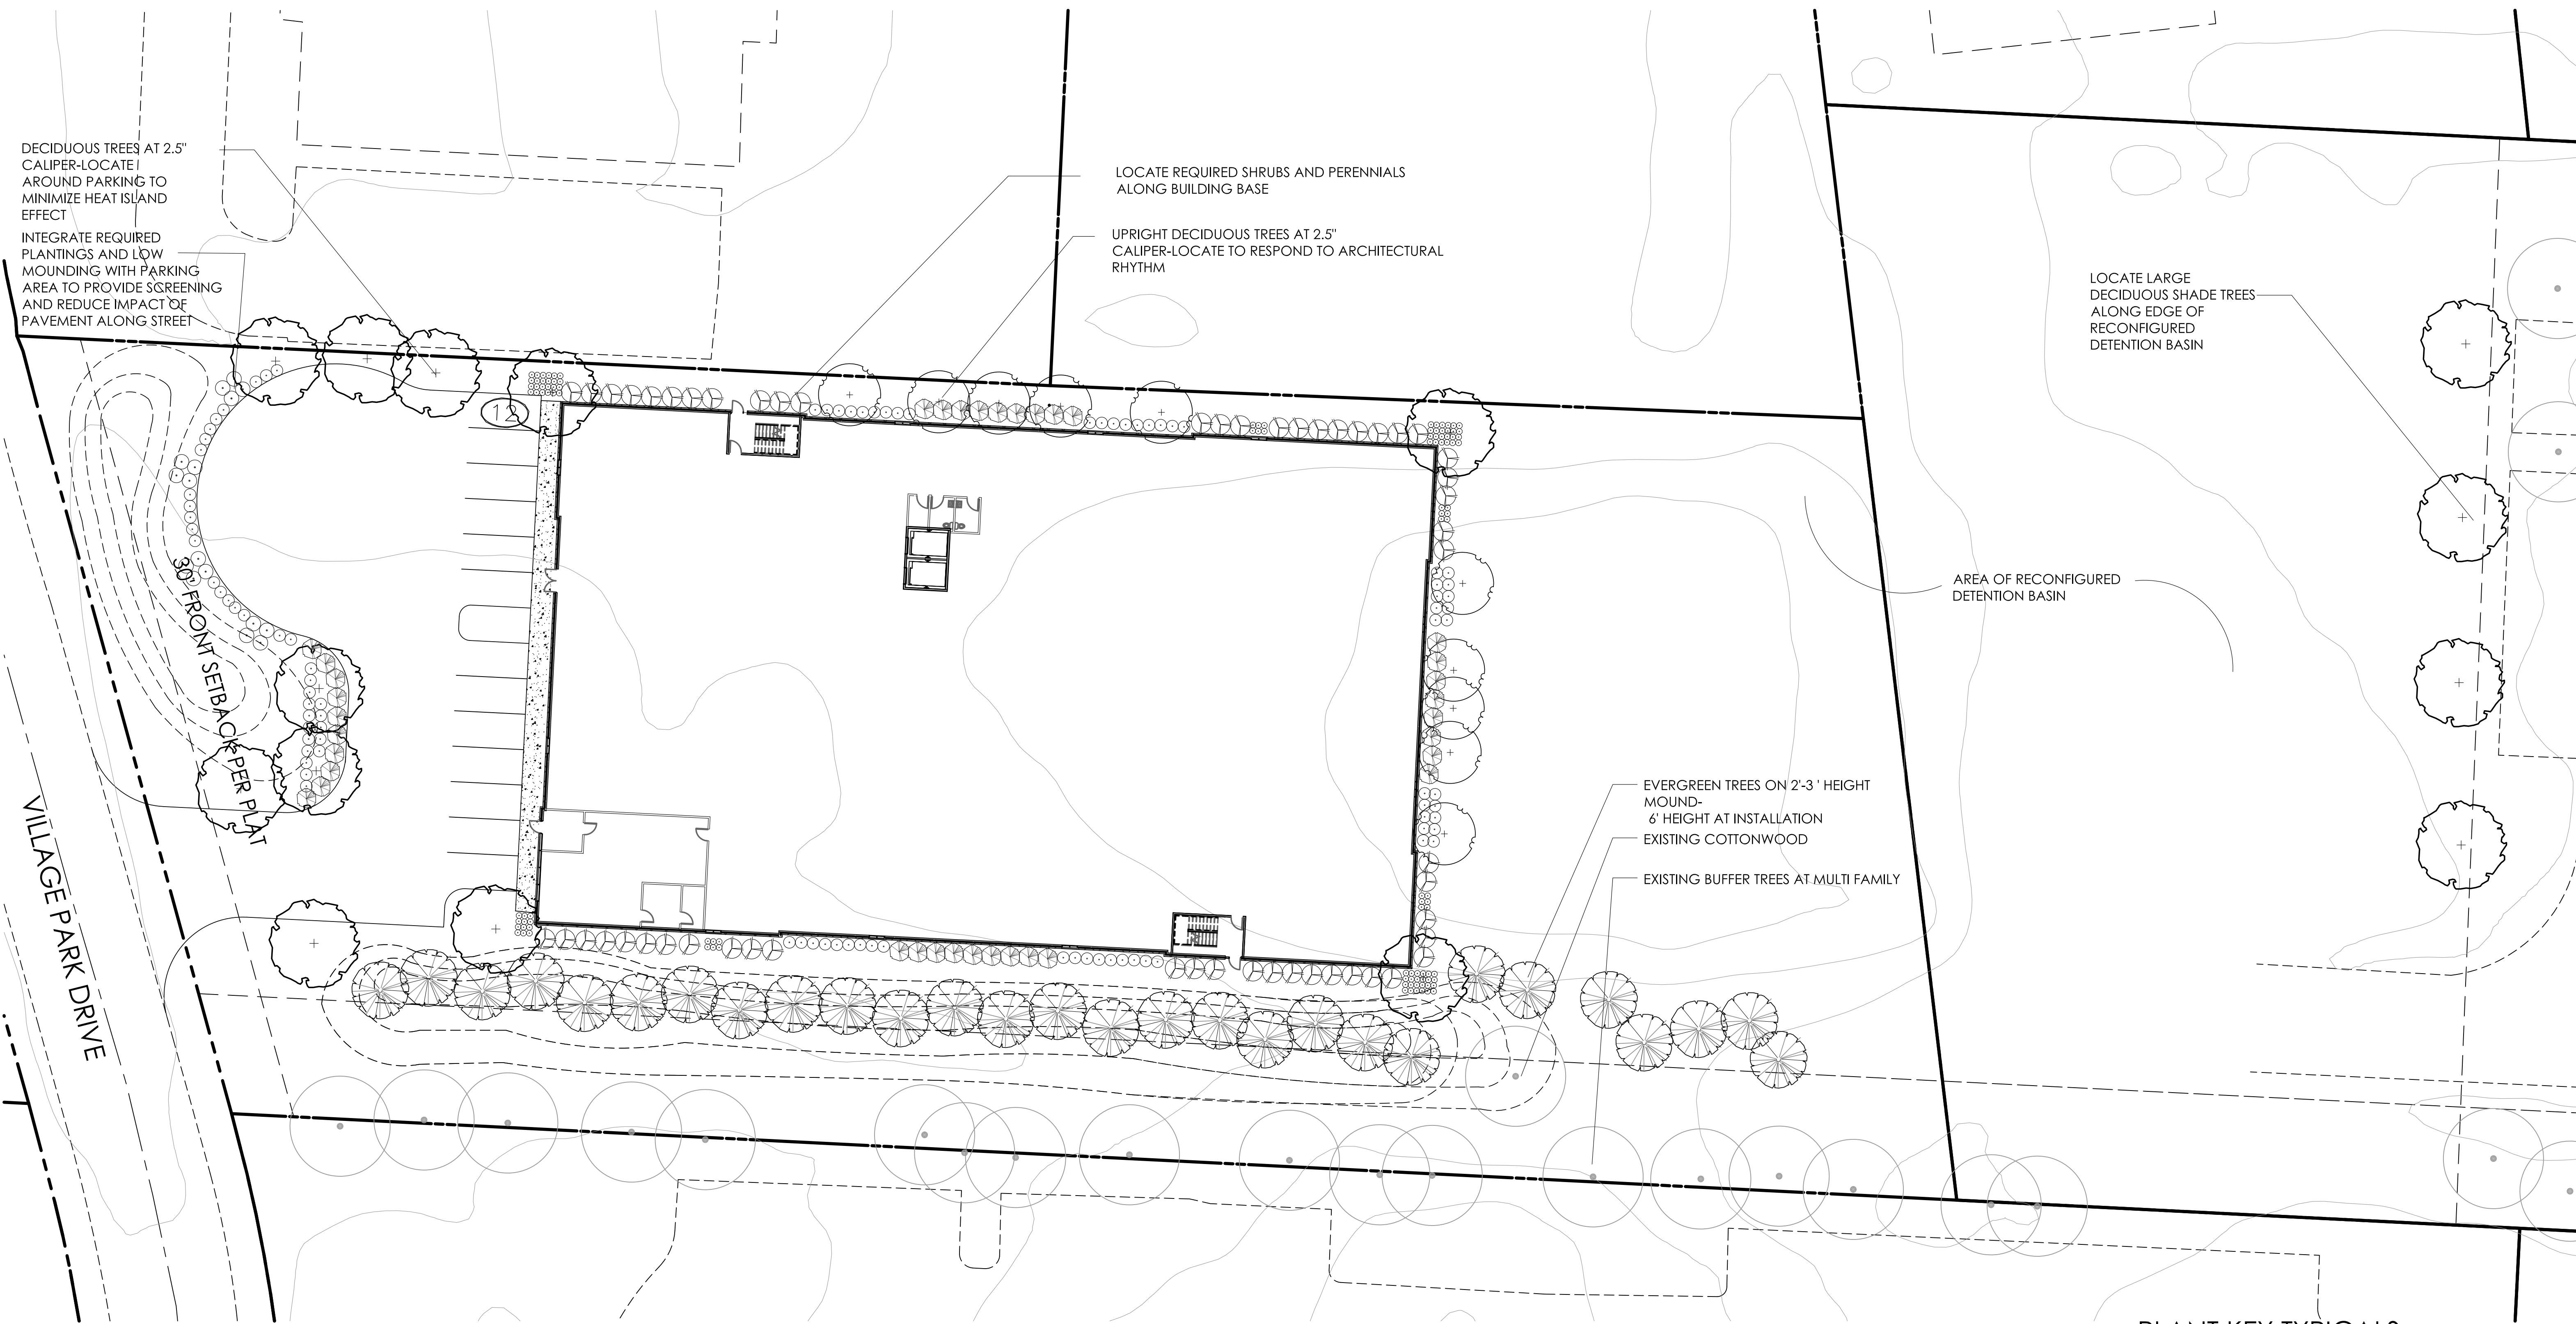 DECIDUOUS TREES AT 2.5"
CALIPER-LOCATE
AROUND PARKING TO
MINIMIZE HEAT ISLAND
EFFECT
INTEGRATE REQUIRED
PLANTINGS AND LOW
MOUNDING WITH PARKING
AREA TO PROVIDE SCREENING
AND REDUCE IMPACT OF
PAVEMENT ALONG STREET
LOCATE REQUIRED SHRUBS AND PERENNIALS
ALONG BUILDING BASE
UPRIGHT DECIDUOUS TREES AT 2.5"
CALIPER-LOCATE TO RESPOND TO ARCHITECTURAL
RHYTHM
LOCATE LARGE
DECIDUOUS SHADE TREES
ALONG EDGE OF
RECONFIGURED
DETENTION BASIN
12
30' FRONT SETBACK PER PLAT
AREA OF RECONFIGURED
DETENTION BASIN
VILLAGE PARK DRIVE
EVERGREEN TREES ON 2'-3 ' HEIGHT
MOUND-
6' HEIGHT AT INSTALLATION
EXISTING COTTONWOOD
EXISTING BUFFER TREES AT MULTI FAMILY
PLANT KEY TYPICALS